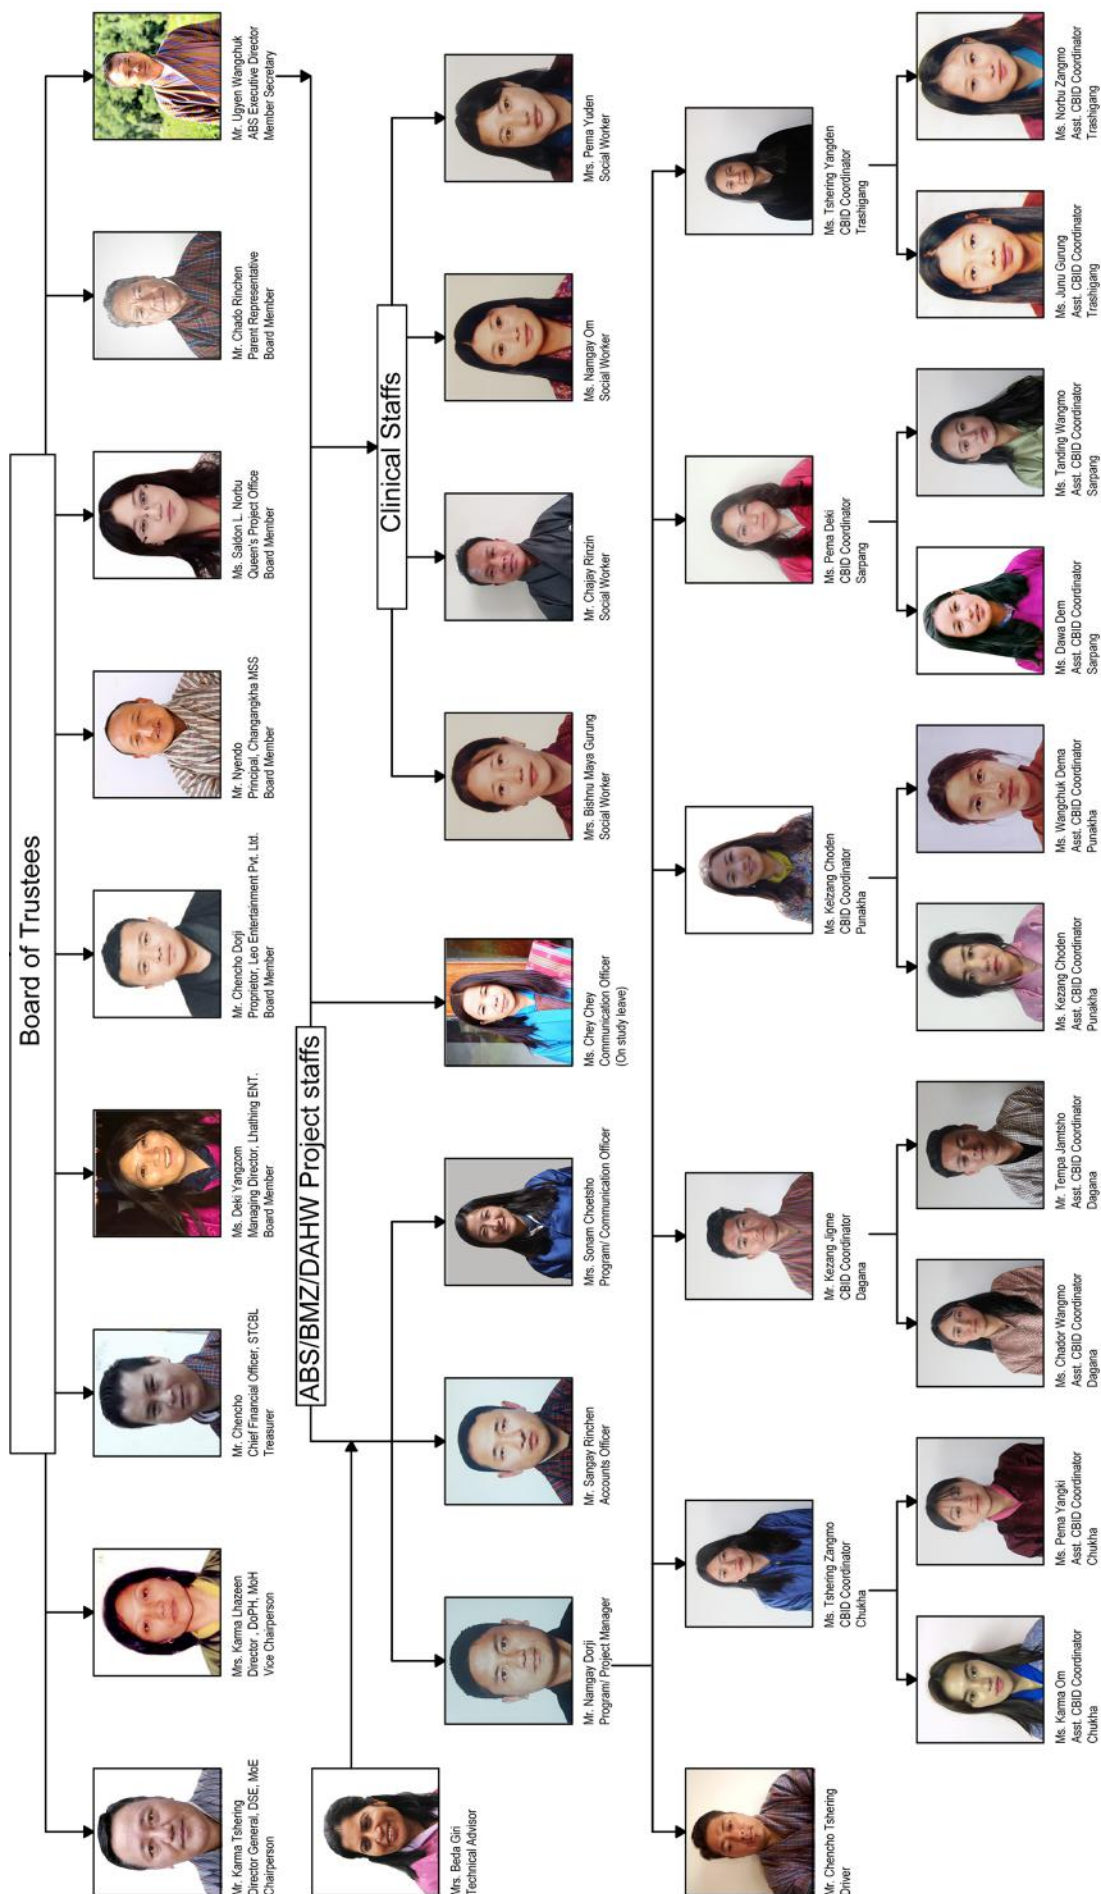 Board of Trustees
Mr. Karma Tshering
Director General, DSE, MoE
Chairperson
Mrs. Karma Lhazeen
Director , DoPH, MoH
Vice Chairperson
Mr. Chencho
Chief Financial Officer, STCBL
Treasurer
Ms. Deki Yangzom
Managing Director, Lhathing ENT.
Board Member
Mr. Chencho Dorji
Proprietor, Leo Entertainment Pvt. Ltd.
Board Member
Mr. Nyendo
Principal, Changangkha MSS
Board Member
Ms. Saldon L. Norbu
Queen's Project Office
Board Member
Mr. Chado Rinchen
Parent Representative
Board Member
Mr. Ugyen Wangchuk
ABS Executive Director
Member Secretary
ABS/BMZ/DAHW Project staffs
Clinical Staffs
Mrs. Beda Giri
Technical Advisor
Mr. Namgay Dorji
Program/ Project Manager
Mr. Sangay Rinchen
Accounts Officer
Mrs. Sonam Choetsho
Program/ Communication Officer
Ms. Chey Chey
Communication Officer
(On study leave)
Mrs. Bishnu Maya Gurung
Social Worker
Mr. Chajay Rinzin
Social Worker
Ms. Namgay Om
Social Worker
Mrs. Pema Yuden
Social Worker
Mr. Chencho Tshering
Driver
Ms. Tshering Zangmo
CBID Coordinator
Chukha
Mr. Kezang Jigme
CBID Coordinator
Dagana
Ms. Kelzang Choden
CBID Coordinator
Punakha
Ms. Pema Deki
CBID Coordinator
Sarpang
Ms. Tshering Yangden
CBID Coordinator
Trashigang
Ms. Karma Om
Asst. CBID Coordinator
Chukha
Ms. Pema Yangki
Asst. CBID Coordinator
Chukha
Ms. Chador Wangmo
Asst. CBID Coordinator
Dagana
Mr. Tempa Jamtsho
Asst. CBID Coordinator
Dagana
Ms. Kezang Choden
Asst. CBID Coordinator
Punakha
Ms. Wangchuk Dema
Asst. CBID Coordinator
Punakha
Ms. Dawa Dem
Asst. CBID Coordinator
Sarpang
Ms. Tanding Wangmo
Asst. CBID Coordinator
Sarpang
Ms. Junu Gurung
Asst. CBID Coordinator
Trashigang
Ms. Norbu Zangmo
Asst. CBID Coordinator
Trashigang